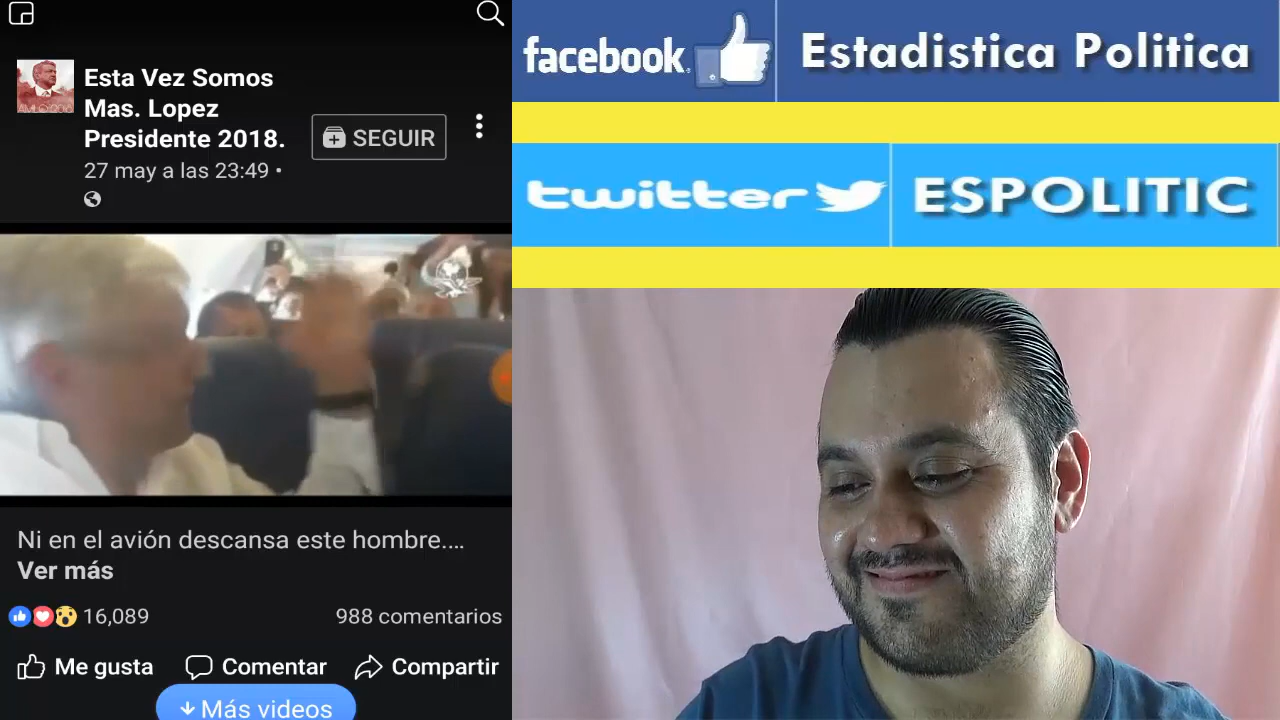 Esta Vez Somos
Mas. Lopez
Presidente 2018.
SEGUIR
27 may a las 23:49 •
Ni en el avión descansa este hombre....
Ver más
16,089
988 comentarios
Me gusta
Comentar
Compartir
Más videos
facebook
Estadistica Politica
twitter
ESPOLITIC